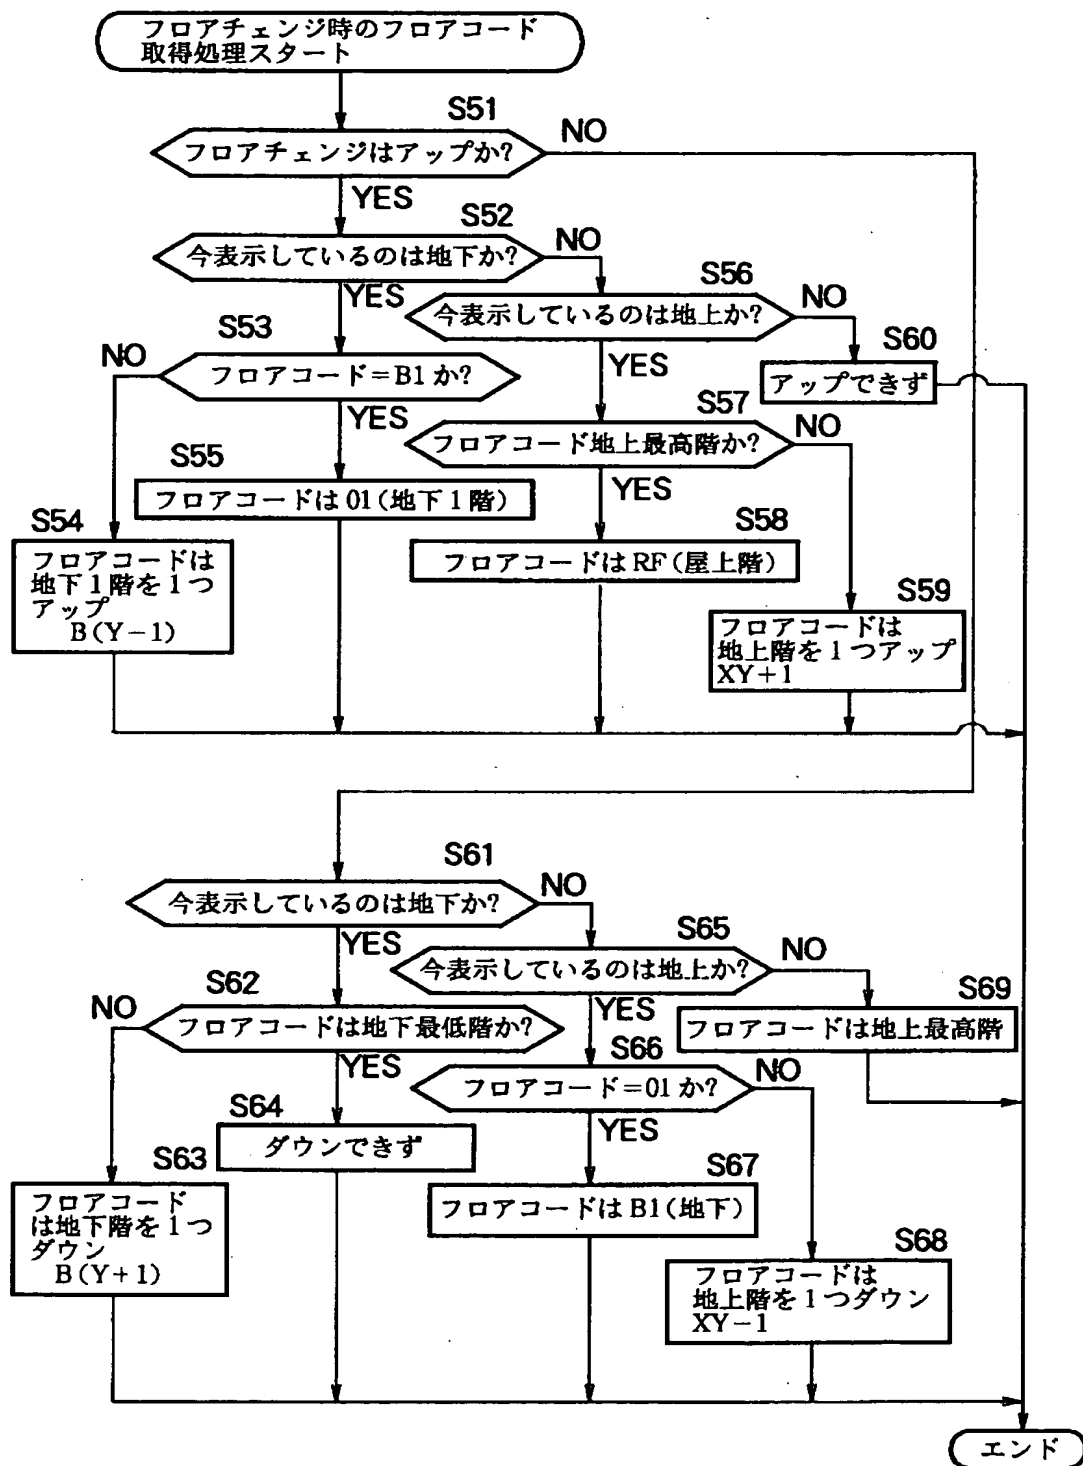 フロアチェンジ時のフロアコード
取得処理スタート
S51
フロアチェンジはアップか?
NO
YES
S52
今表示しているのは地下か?
NO
YES
S56
今表示しているのは地上か?
NO
YES
S53
フロアコード=B1か?
NO
YES
S60
アップできず
S57
フロアコード地上最高階か?
NO
YES
S55
フロアコードは01(地下1階)
S54
フロアコードは
地下1階を1つ
アップ
B(Y-1)
S58
フロアコードはRF(屋上階)
S59
フロアコードは
地上階を1つアップ
XY+1
S61
今表示しているのは地下か?
NO
YES
S65
今表示しているのは地上か?
NO
YES
S62
フロアコードは地下最低階か?
NO
YES
S69
フロアコードは地上最高階
S66
フロアコード=01か?
NO
YES
S64
ダウンできず
S63
フロアコード
は地下階を1つ
ダウン
B(Y+1)
S67
フロアコードはB1(地下)
S68
フロアコードは
地上階を1つダウン
XY-1
エンド